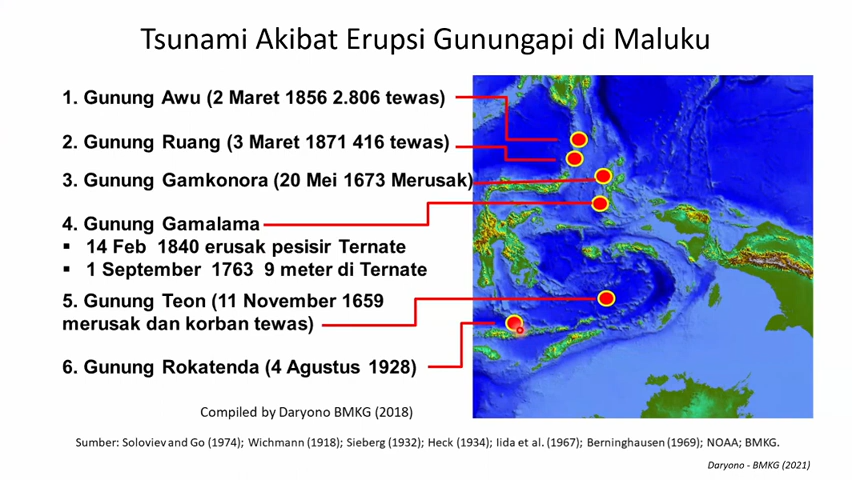 Tsunami Akibat Erupsi Gunungapi di Maluku
1. Gunung Awu (2 Maret 1856 2.806 tewas)
2. Gunung Ruang (3 Maret 1871 416 tewas)
3. Gunung Gamkonora (20 Mei 1673 Merusak)
4. Gunung Gamalama
▪ 14 Feb 1840 erusak pesisir Ternate
▪ 1 September 1763 9 meter di Ternate
5. Gunung Teon (11 November 1659
merusak dan korban tewas)
6. Gunung Rokatenda (4 Agustus 1928)
Compiled by Daryono BMKG (2018)
Sumber: Soloviev and Go (1974); Wichmann (1918); Sieberg (1932); Heck (1934); Iida et al. (1967); Berninghausen (1969); NOAA; BMKG.
Daryono - BMKG (2021)